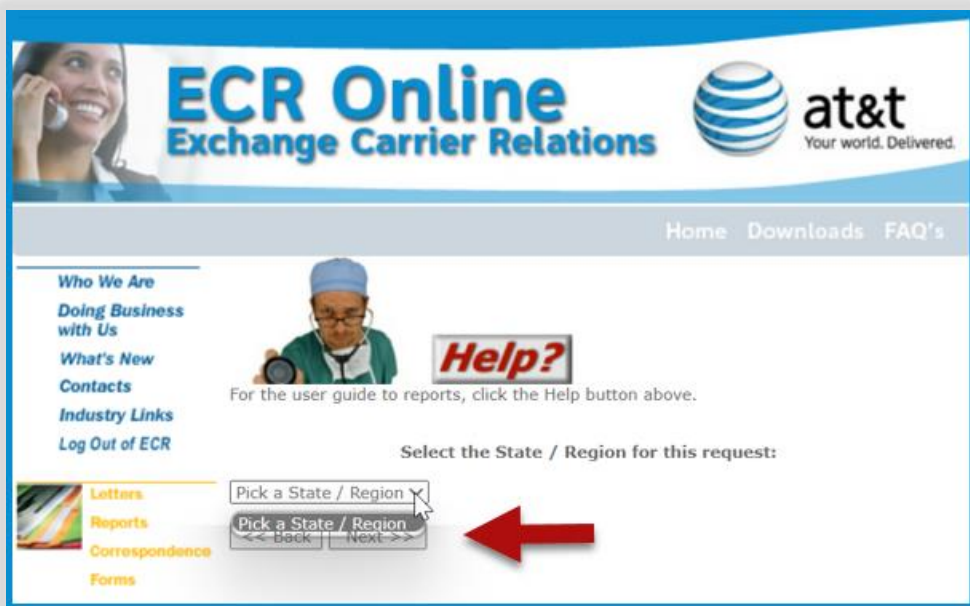 ECR Online
Exchange Carrier Relations
at&t
Your world. Delivered.
Home Downloads FAQ's
Who We Are
Doing Business
with Us
What's New
Contacts
Industry Links
Log Out of ECR
Help?
For the user guide to reports, click the Help button above.
Select the State / Region for this request:
Letters
Reports
Correspondence
Forms
Pick a State / Region
Pick a State / Region
<< Back Next >>